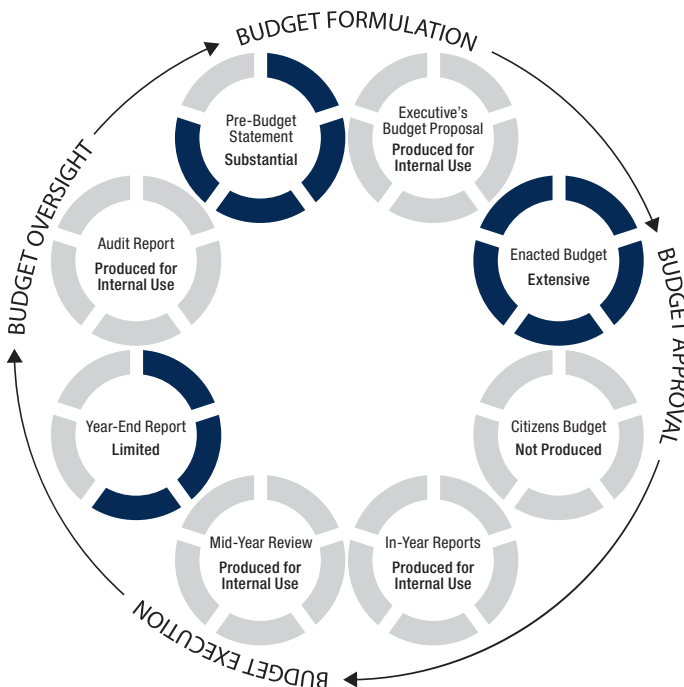 BUDGET FORMULATION
Pre-Budget
Statement
Substantial
Executive’s
Budget Proposal
Produced for
Internal Use
Enacted Budget
Extensive
BUDGET APPROVAL
Citizens Budget
Not Produced
In-Year Reports
Produced for
Internal Use
BUDGET EXECUTION
Mid-Year Review
Produced for
Internal Use
Year-End Report
Limited
BUDGET OVERSIGHT
Audit Report
Produced for
Internal Use